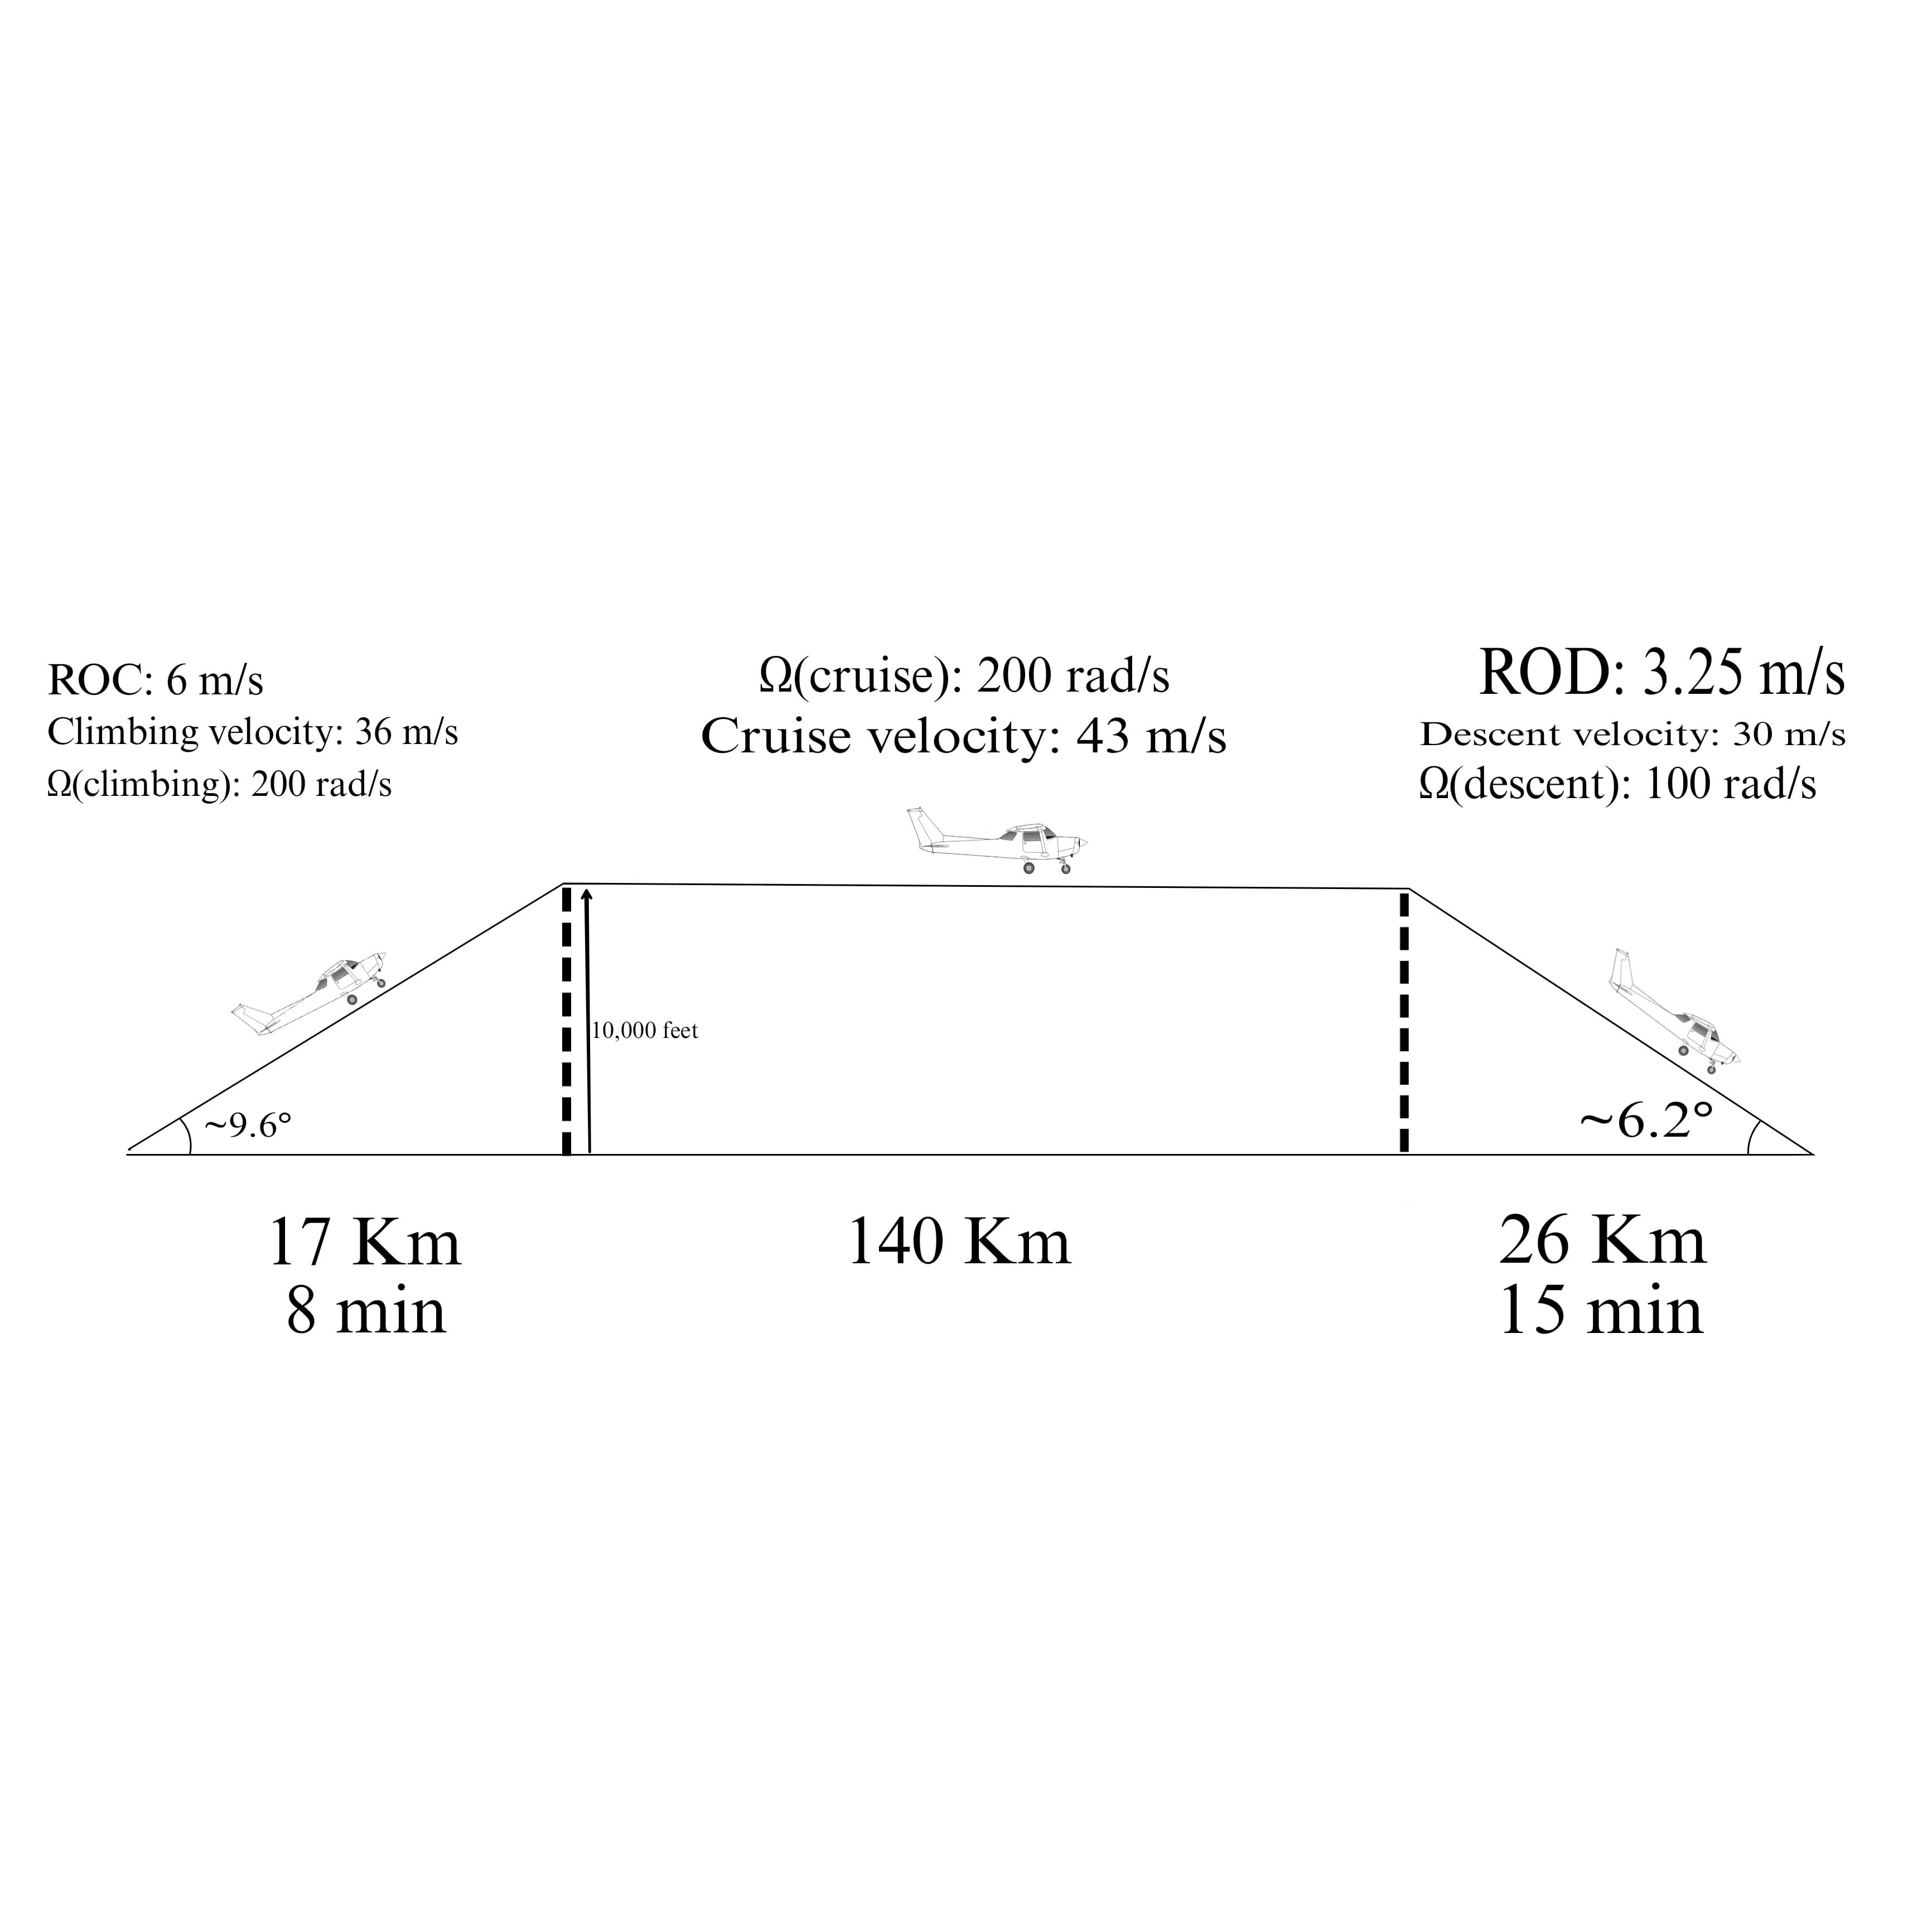 ROC: 6 m/s
Climbing velocity: 36 m/s
Ω(climbing): 200 rad/s
Ω(cruise): 200 rad/s
Cruise velocity: 43 m/s
ROD: 3.25 m/s
Descent velocity: 30 m/s
Ω(descent): 100 rad/s
10,000 feet
~9.6°
~6.2°
17 Km
8 min
140 Km
26 Km
15 min